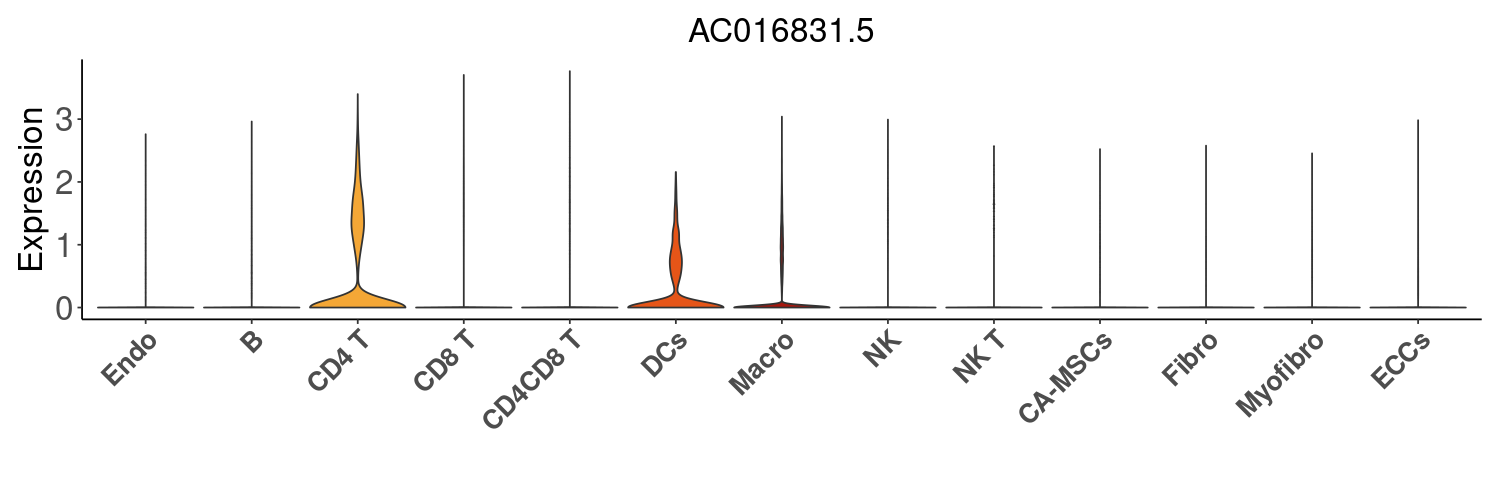 AC016831.5
Expression
3
2
1
0
Endo
B
CD4 T
CD8 T
CD4CD8 T
DCs
Macro
NK
NK T
CA-MSCs
Fibro
Myofibro
ECCs